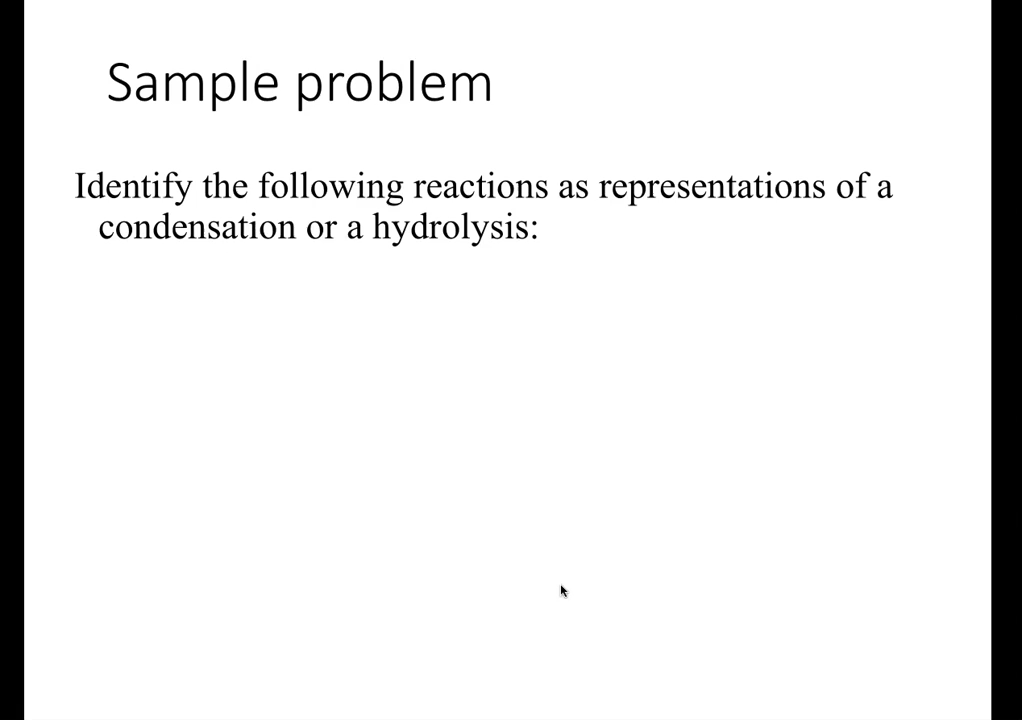 Sample problem
Identify the following reactions as representations of a
condensation or a hydrolysis: